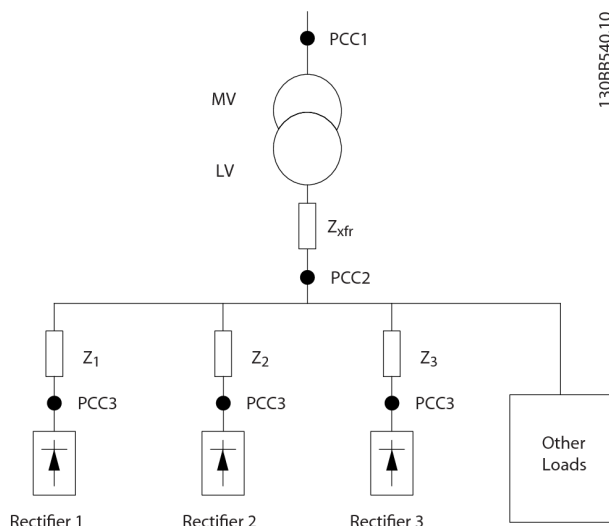 PCC1
130BB540.10
MV
LV
Zxfr
PCC2
Z1
Z2
Z3
PCC3
PCC3
PCC3
Other
Loads
Rectifier 1
Rectifier 2
Rectifier 3